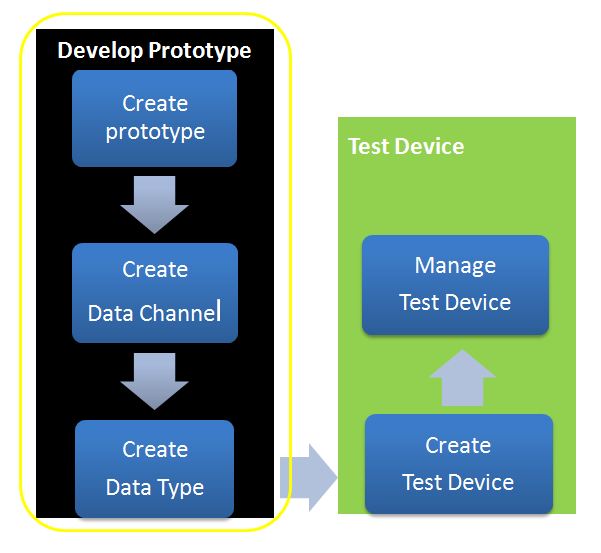 Develop Prototype
Create
prototype
Create
Data Channel
Create
Data Type
Test Device
Manage
Test Device
Create
Test Device